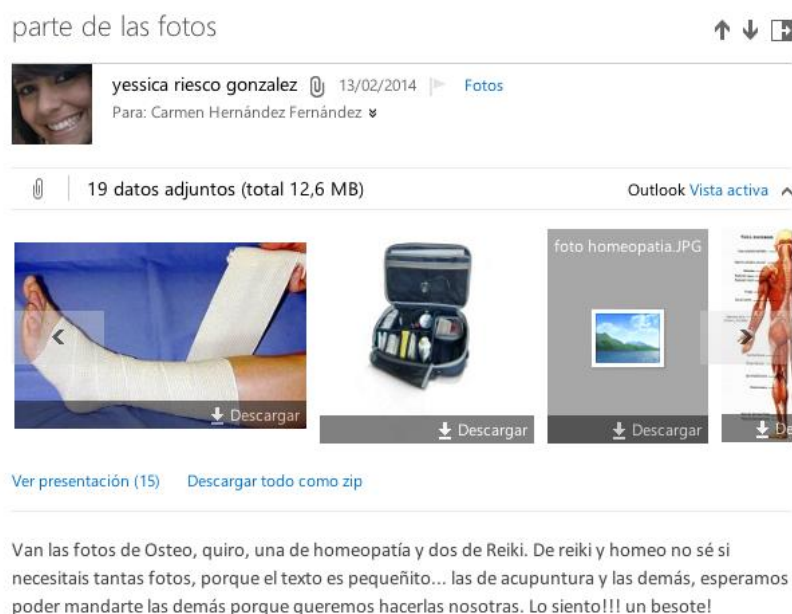 parte de las fotos
yessica riesco gonzalez 13/02/2014 Fotos
Para: Carmen Hernández Fernández
19 datos adjuntos (total 12,6 MB) Outlook Vista activa
foto homeopatia.JPG
Descargar Descargar Descargar De
Ver presentación (15) Descargar todo como zip
Van las fotos de Osteo, quiro, una de homeopatía y dos de Reiki. De reiki y homeo no sé si
necesitais tantas fotos, porque el texto es pequeñito... las de acupuntura y las demás, esperamos
poder mandarte las demás porque queremos hacerlas nosotras. Lo siento!!! un besote!